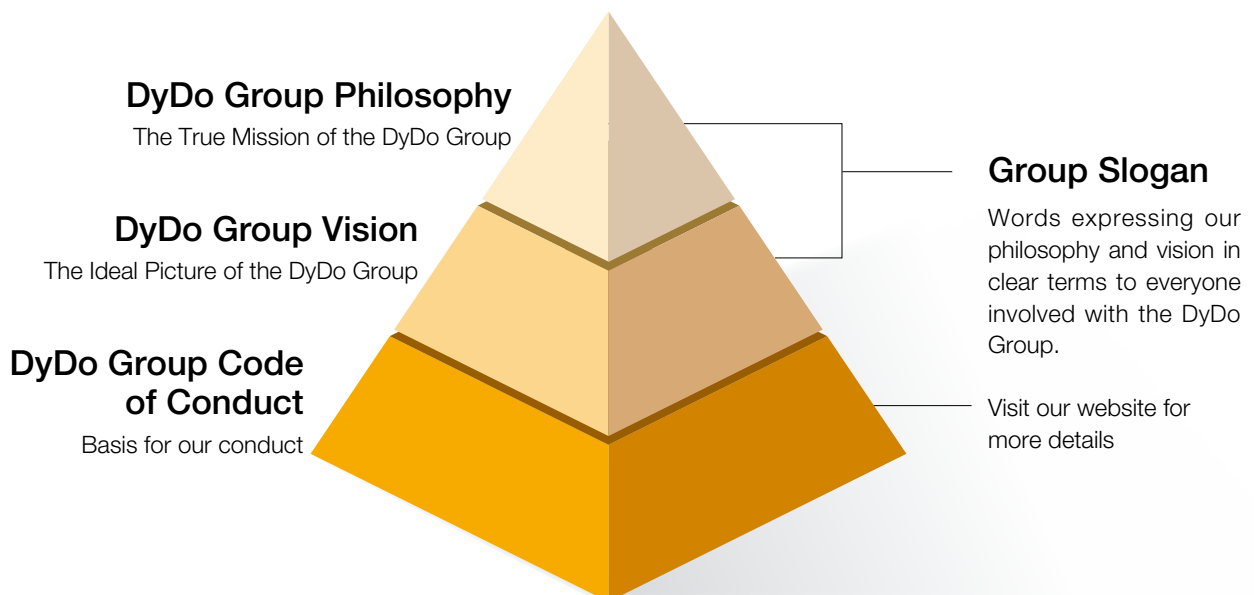 DyDo Group Philosophy
The True Mission of the DyDo Group
DyDo Group Vision
The Ideal Picture of the DyDo Group
DyDo Group Code
of Conduct
Basis for our conduct
Group Slogan
Words expressing our
philosophy and vision in
clear terms to everyone
involved with the DyDo
Group.
Visit our website for
more details